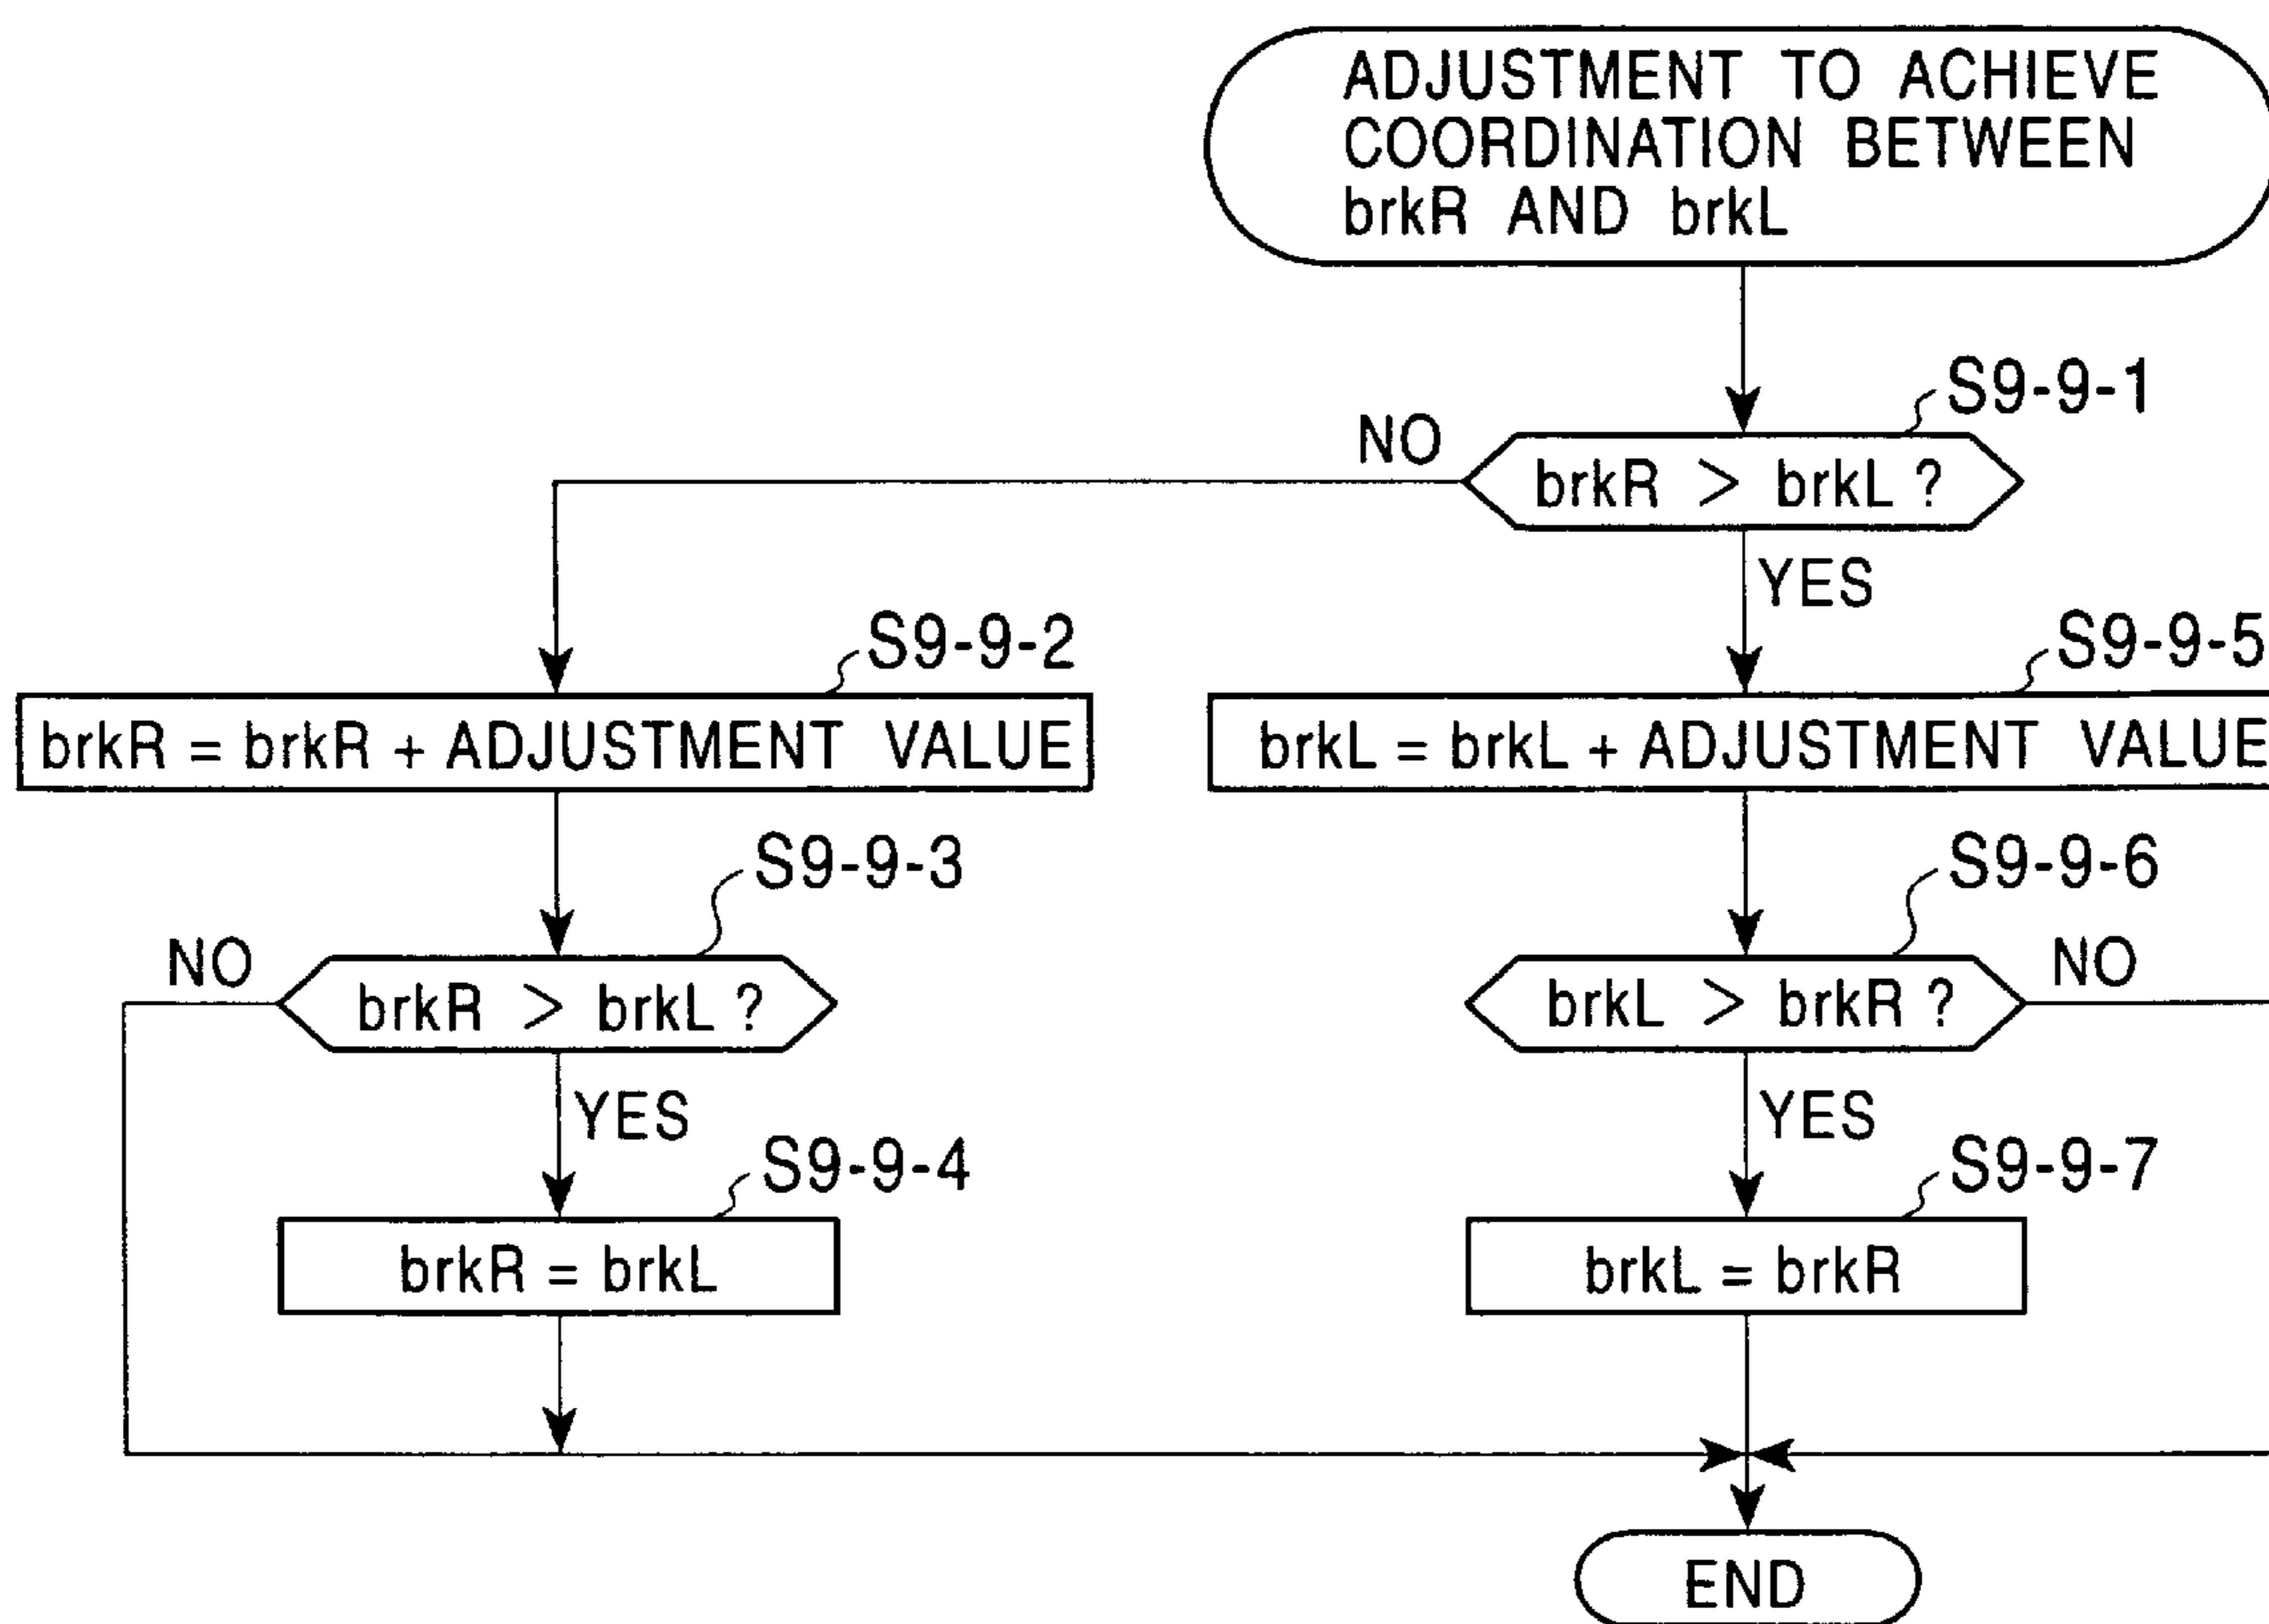 ADJUSTMENT TO ACHIEVE
COORDINATION BETWEEN
brkR AND brkL
S9-9-1
NO
brkR > brkL ?
YES
S9-9-2
S9-9-5
brkR = brkR + ADJUSTMENT VALUE
brkL = brkL + ADJUSTMENT VALUE
S9-9-3
S9-9-6
NO
brkR > brkL ?
brkL > brkR ?
NO
YES
YES
S9-9-4
S9-9-7
brkR = brkL
brkL = brkR
END